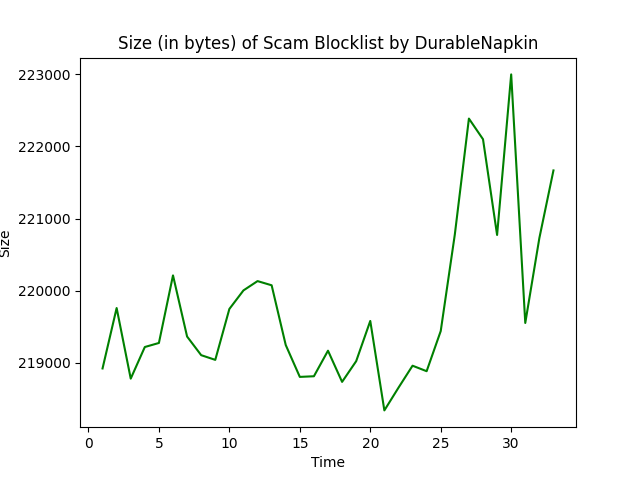 Size (in bytes) of Scam Blocklist by DurableNapkin
223000
222000
221000
220000
219000
Size
0 5 10 15 20 25 30
Time